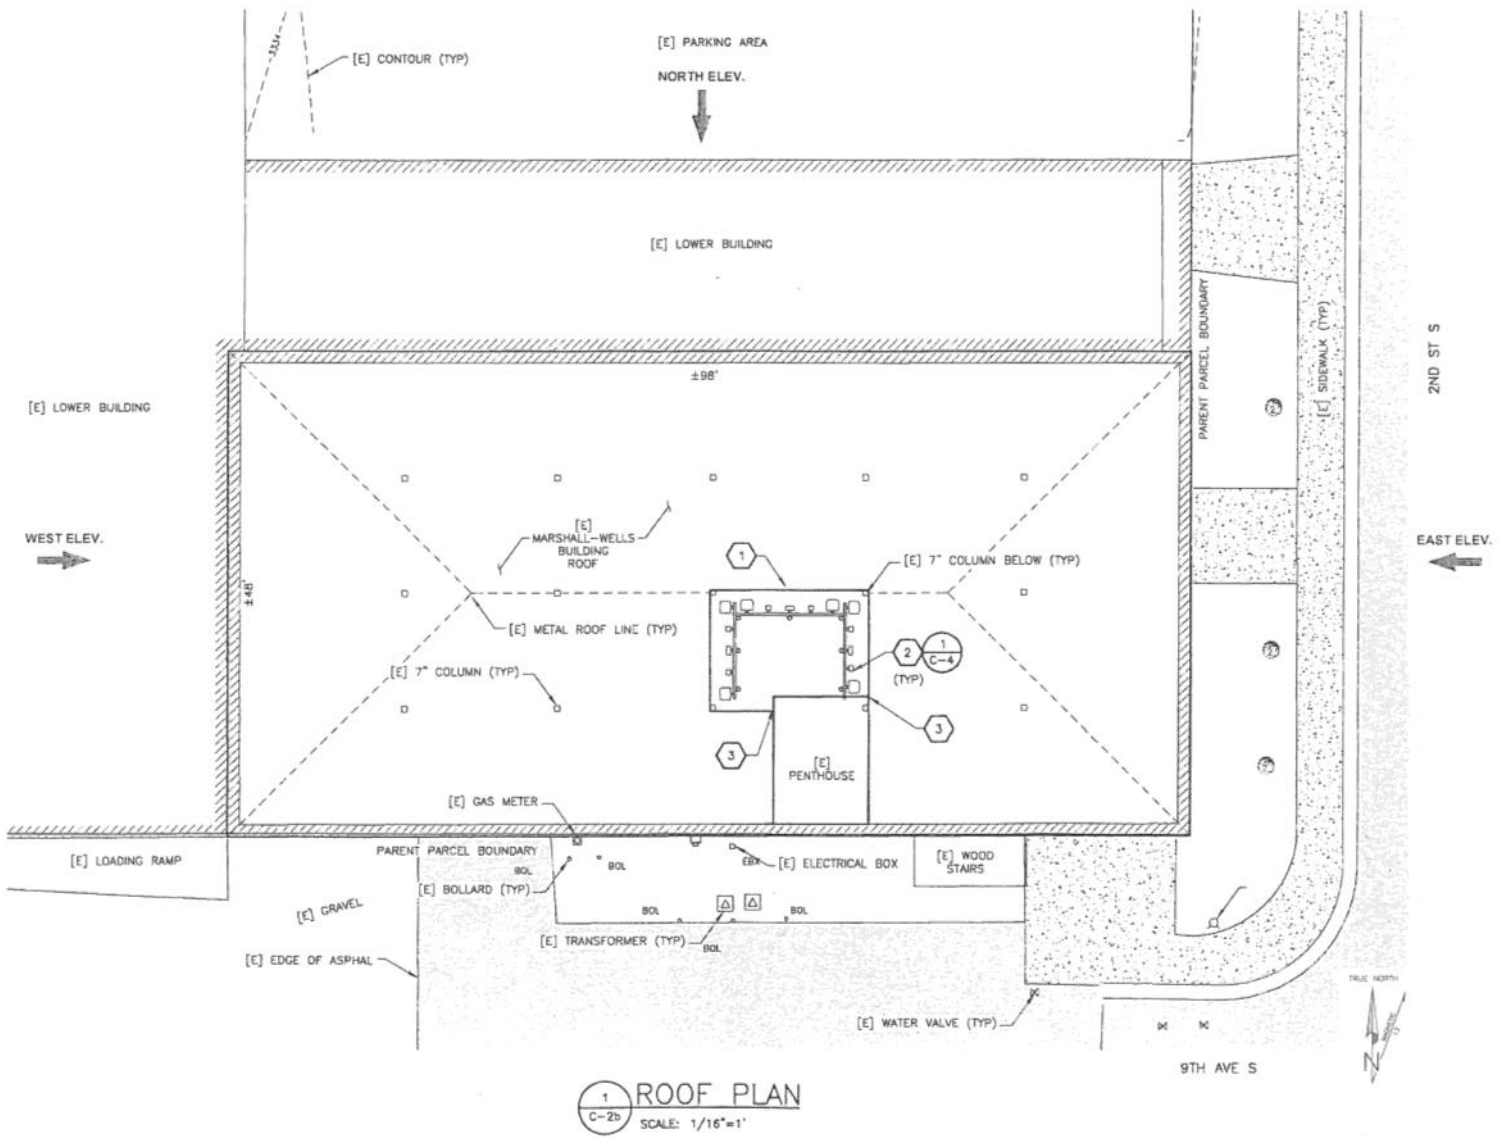 -3334-
[E] CONTOUR (TYP)
[E] PARKING AREA
NORTH ELEV.
[E] LOWER BUILDING
PARENT PARCEL BOUNDARY
[E] SIDEWALK (TYP)
2ND ST S
±98'
[E] LOWER BUILDING
WEST ELEV.
±48'
[E]
MARSHALL-WELLS
BUILDING
ROOF
1
[E] 7" COLUMN BELOW (TYP)
EAST ELEV.
[E] METAL ROOF LINE (TYP)
2
1
C-4
(TYP)
[E] 7" COLUMN (TYP)
3
3
[E]
PENTHOUSE
[E] GAS METER
[E] LOADING RAMP
PARENT PARCEL BOUNDARY
BOL
BOL
EBX
[E] ELECTRICAL BOX
[E] WOOD
STAIRS
[E] BOLLARD (TYP)
[E] GRAVEL
BOL
BOL
[E] TRANSFORMER (TYP)
BOL
[E] EDGE OF ASPHAL
[E] WATER VALVE (TYP)
TRUE NORTH
N
9TH AVE S
1
C-2b
ROOF PLAN
SCALE: 1/16"=1'